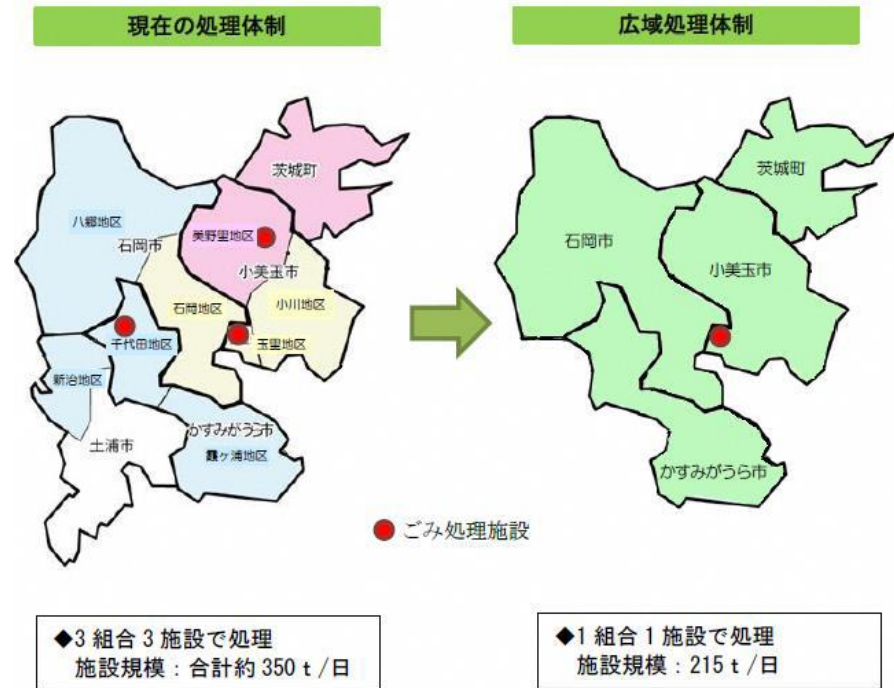 現在の処理体制
広域処理体制
茨城町
八郷地区
石岡市
美野里地区
小美玉市
石岡地区
小川地区
千代田地区
玉里地区
新治地区
土浦市
かすみがうら市
霞ヶ浦地区
茨城町
石岡市
小美玉市
かすみがうら市
ごみ処理施設
◆3組合3施設で処理
施設規模：合計約350t/日
◆1組合1施設で処理
施設規模：215t/日